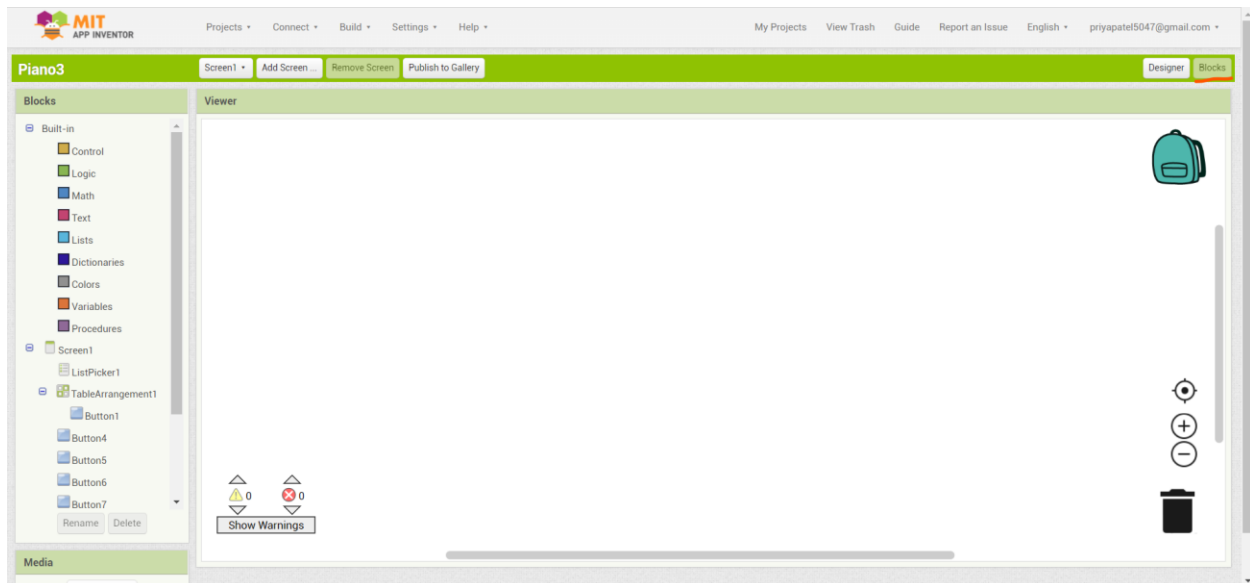 MIT
APP INVENTOR
Projects Connect Build Settings Help My Projects View Trash Guide Report an Issue English priyapatel5047@gmail.com
Piano3 Screen1 Add Screen ... Remove Screen Publish to Gallery Designer Blocks
Blocks Viewer
Built-in
Control
Logic
Math
Text
Lists
Dictionaries
Colors
Variables
Procedures
Screen1
ListPicker1
TableArrangement1
Button1
Button4
Button5
Button6
Button7 0 0
Rename Delete Show Warnings
Media